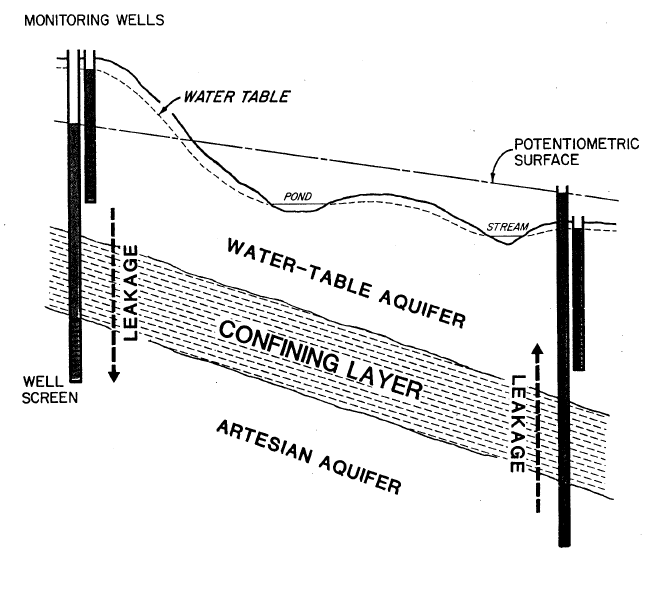 MONITORING WELLS
WATER TABLE
POTENTIOMETRIC
SURFACE
POND
STREAM
WATER-TABLE AQUIFER
LEAKAGE
CONFINING LAYER
LEAKAGE
WELL
SCREEN
ARTESIAN AQUIFER